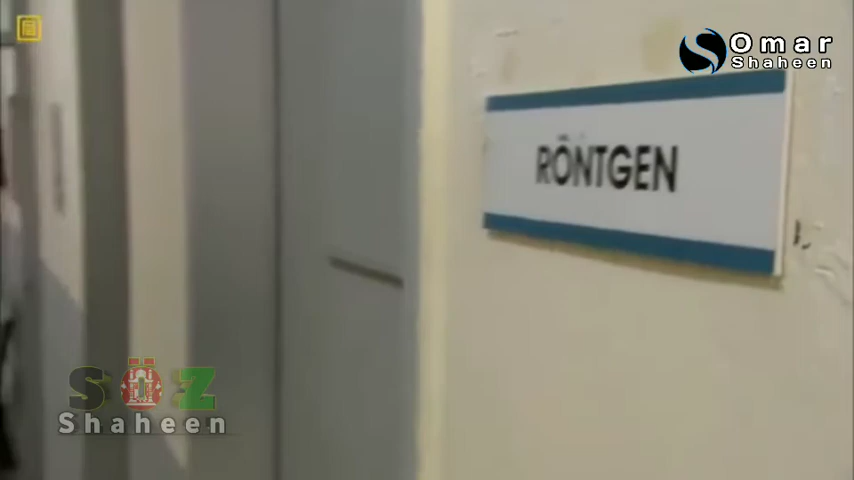 Omar
Shaheen
RÖNTGEN
SÖZ
Shaheen